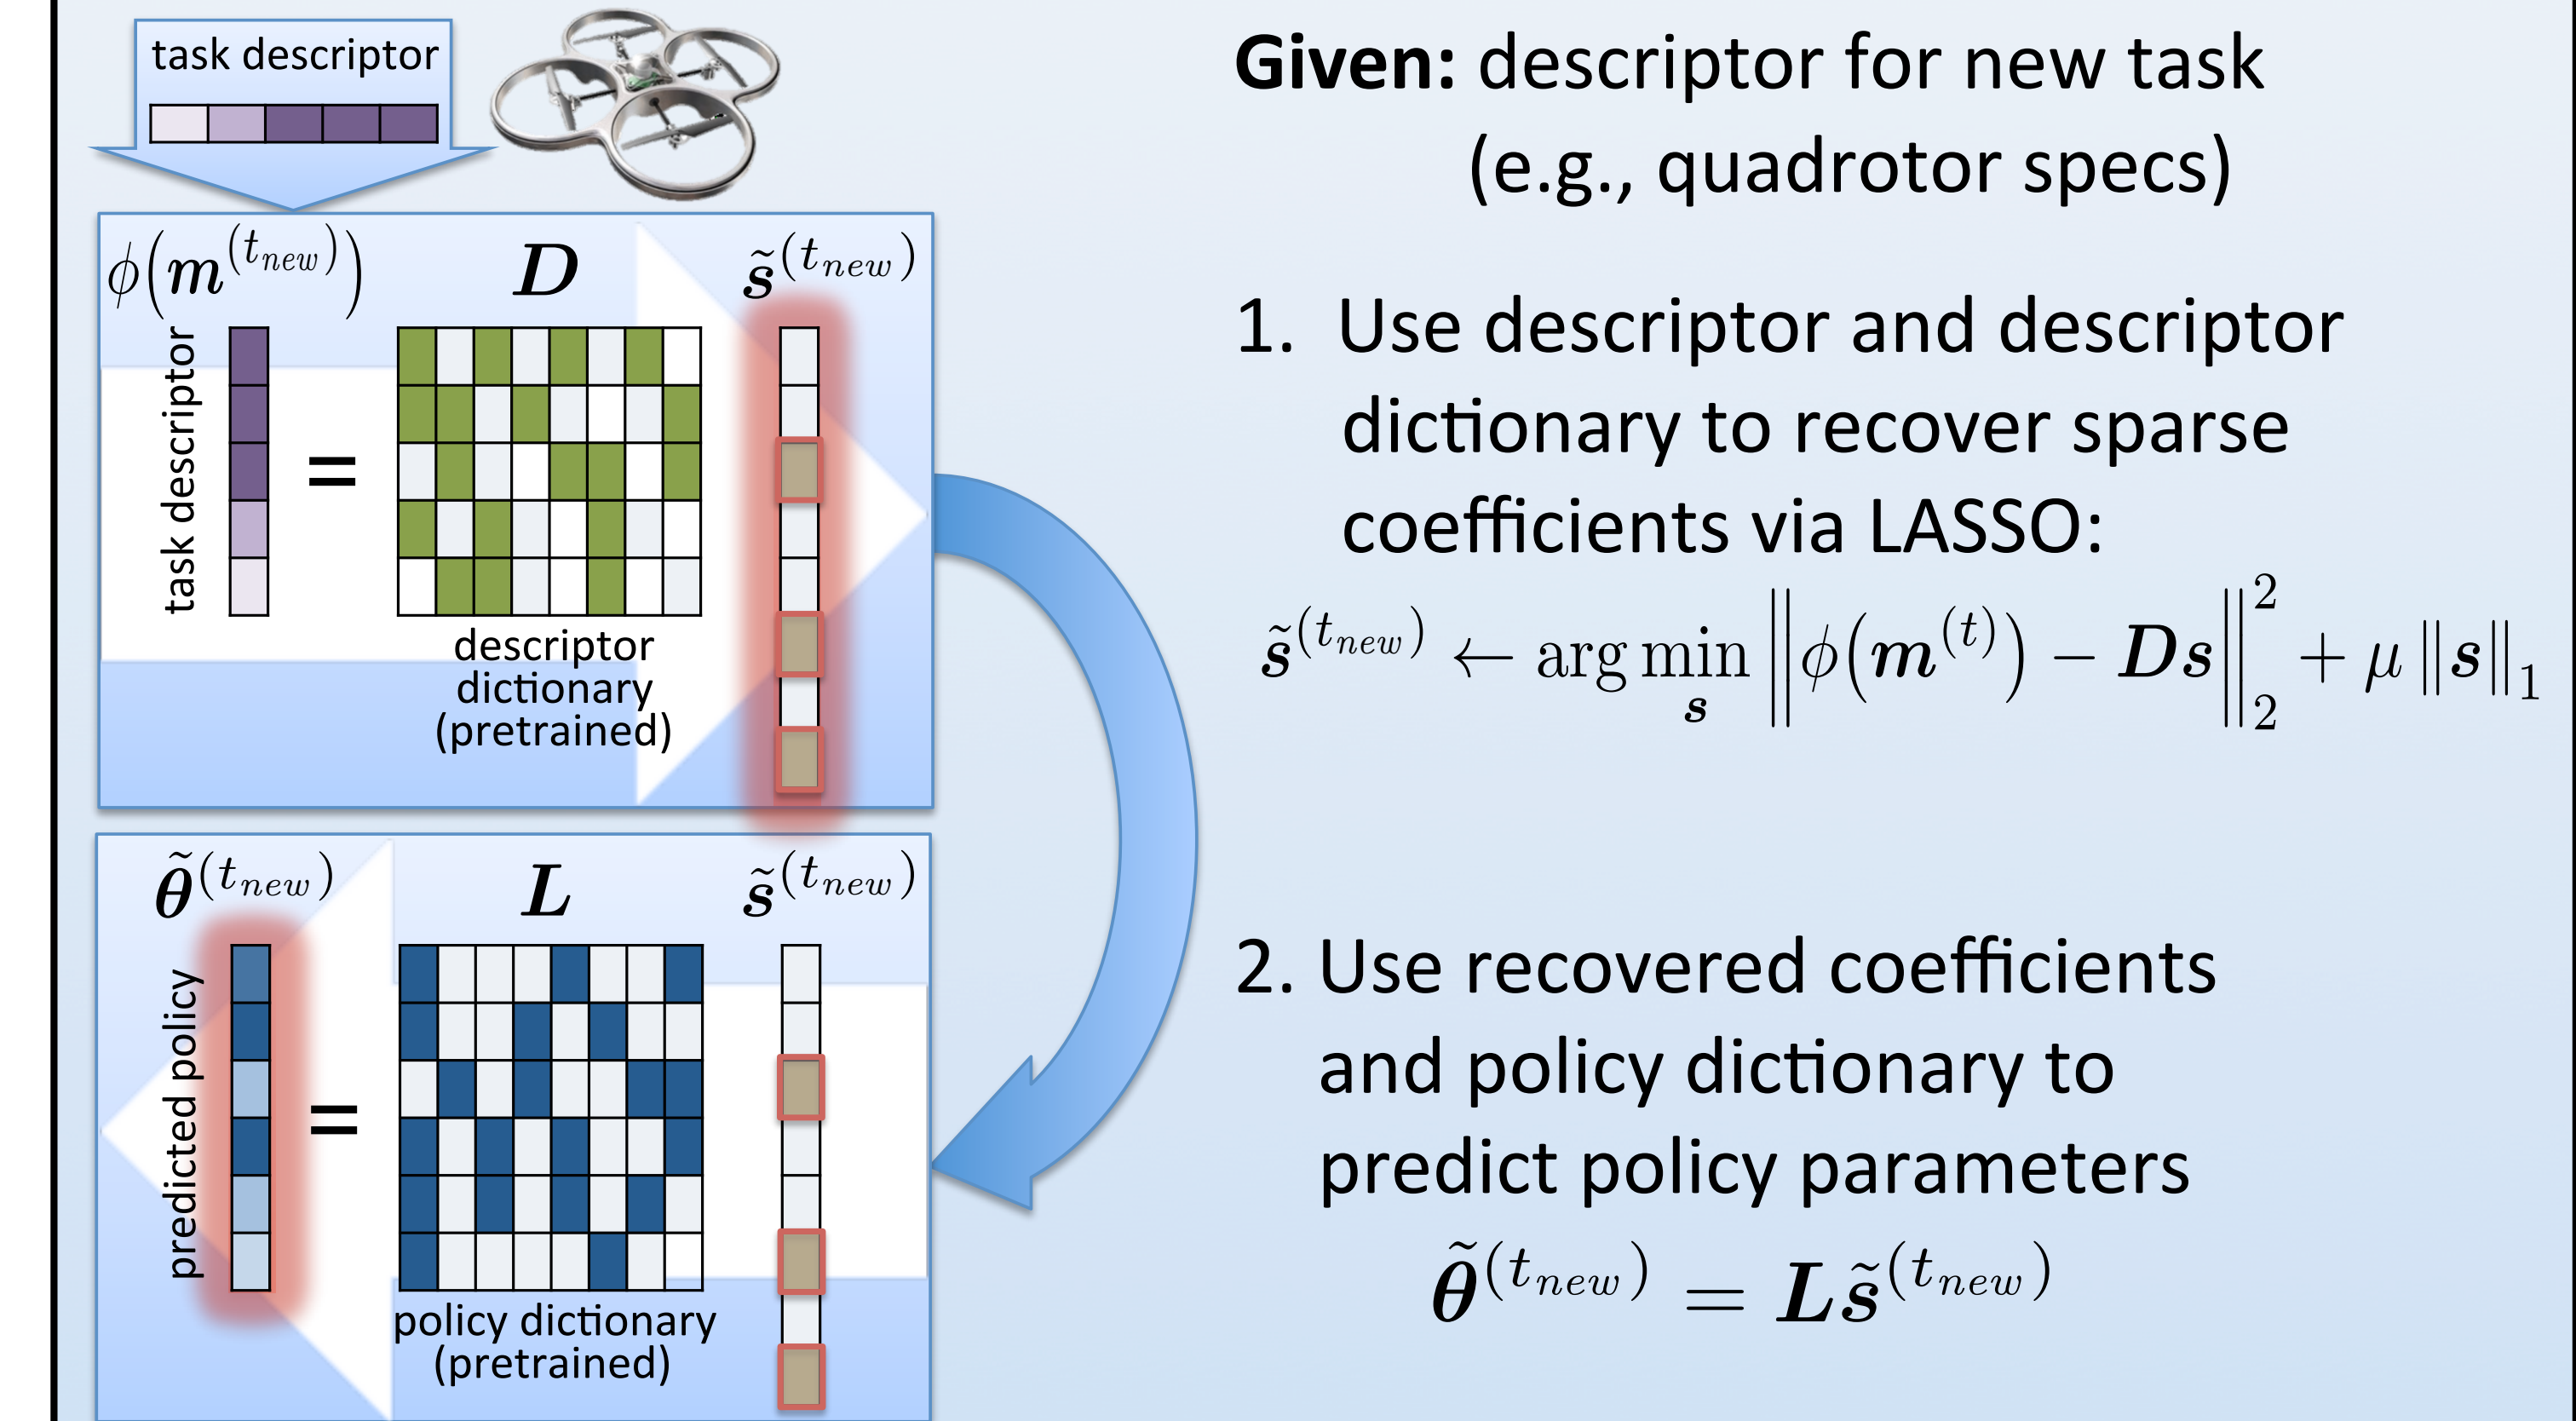 task descriptor
ϕ(m^(t_new))
D
s̃^(t_new)
task descriptor
=
descriptor
dictionary
(pretrained)
θ̃^(t_new)
L
s̃^(t_new)
predicted policy
=
policy dictionary
(pretrained)
Given: descriptor for new task
(e.g., quadrotor specs)
1. Use descriptor and descriptor
dictionary to recover sparse
coefficients via LASSO:
s̃^(t_new) ← arg min_s ‖ϕ(m^(t)) − Ds‖₂² + μ ‖s‖₁
2. Use recovered coefficients
and policy dictionary to
predict policy parameters
θ̃^(t_new) = Ls̃^(t_new)